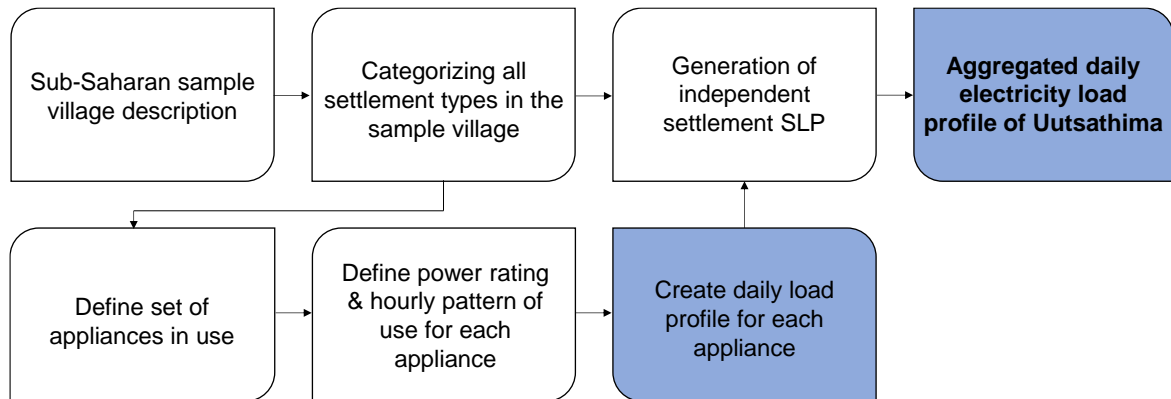 Sub-Saharan sample
village description
Categorizing all
settlement types in the
sample village
Generation of
independent
settlement SLP
Aggregated daily
electricity load
profile of Uutsathima
Define set of
appliances in use
Define power rating
& hourly pattern of
use for each
appliance
Create daily load
profile for each
appliance